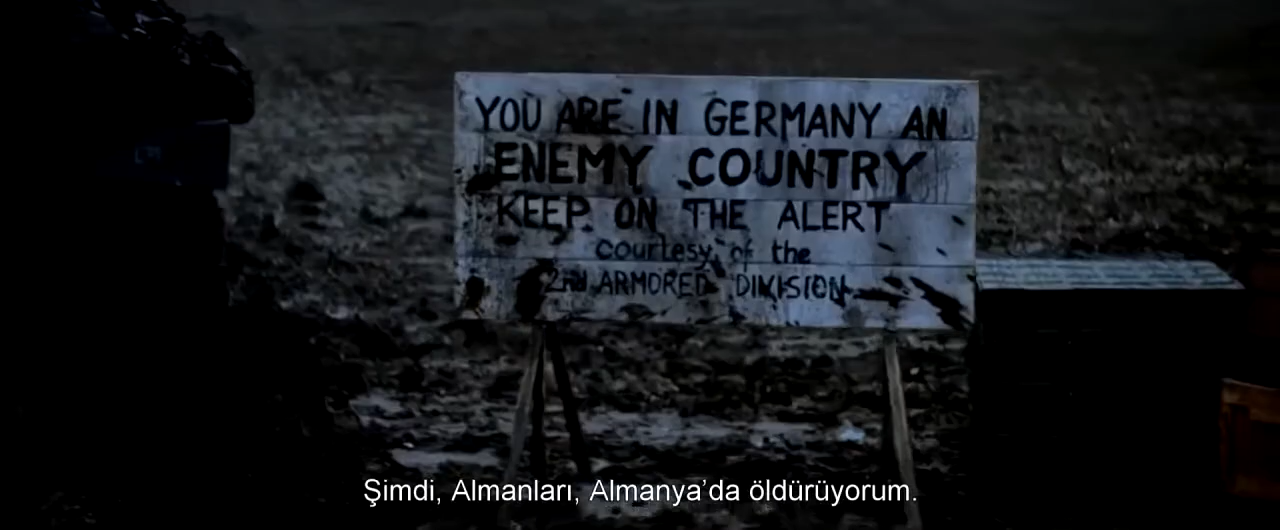 YOU ARE IN GERMANY AN
ENEMY COUNTRY
KEEP ON THE ALERT
courtesy of the
2ND ARMORED DIVISION
Şimdi, Almanları, Almanya'da öldürüyorum.